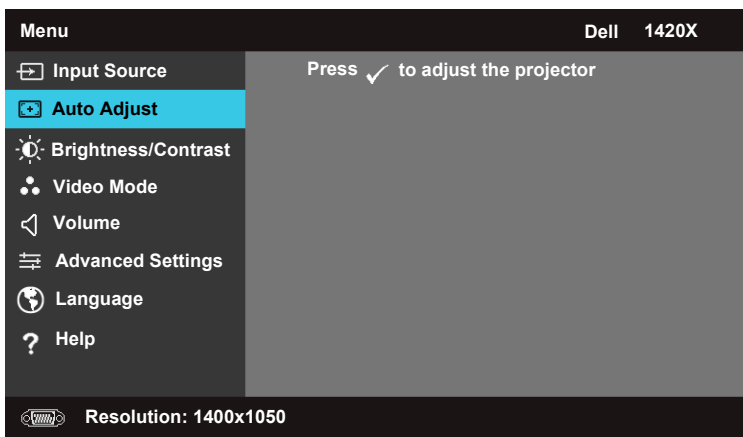 Menu Dell 1420X
Input Source
Press ✓ to adjust the projector
Auto Adjust
Brightness/Contrast
Video Mode
Volume
Advanced Settings
Language
? Help
Resolution: 1400x1050